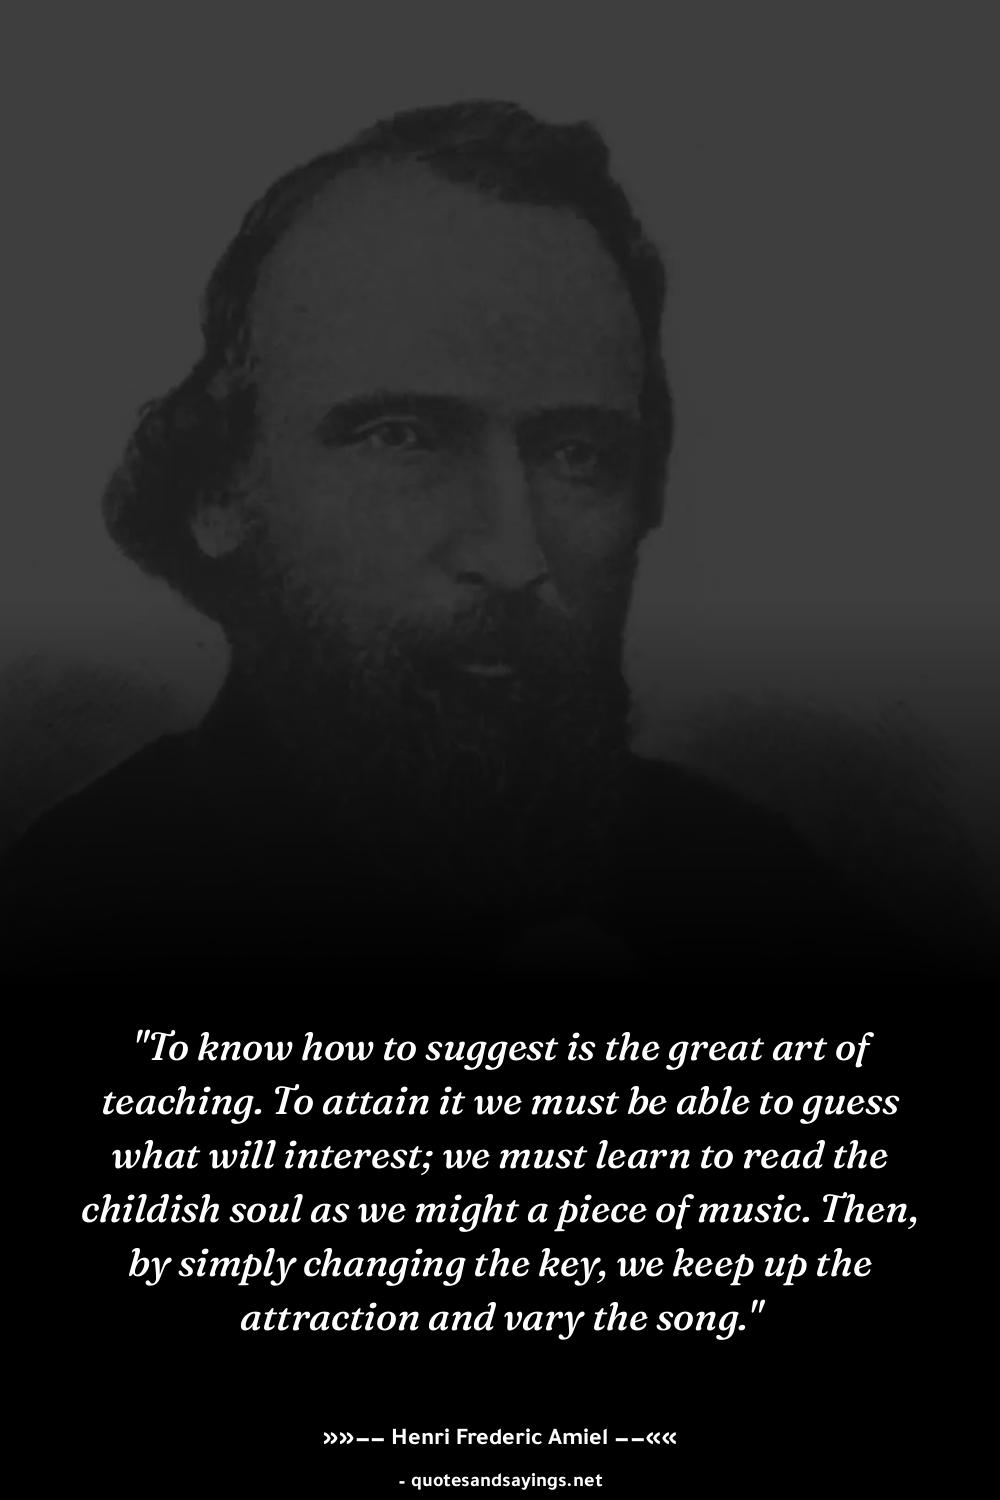 "To know how to suggest is the great art of
teaching. To attain it we must be able to guess
what will interest; we must learn to read the
childish soul as we might a piece of music. Then,
by simply changing the key, we keep up the
attraction and vary the song."
»»−− Henri Frederic Amiel −−««
- quotesandsayings.net